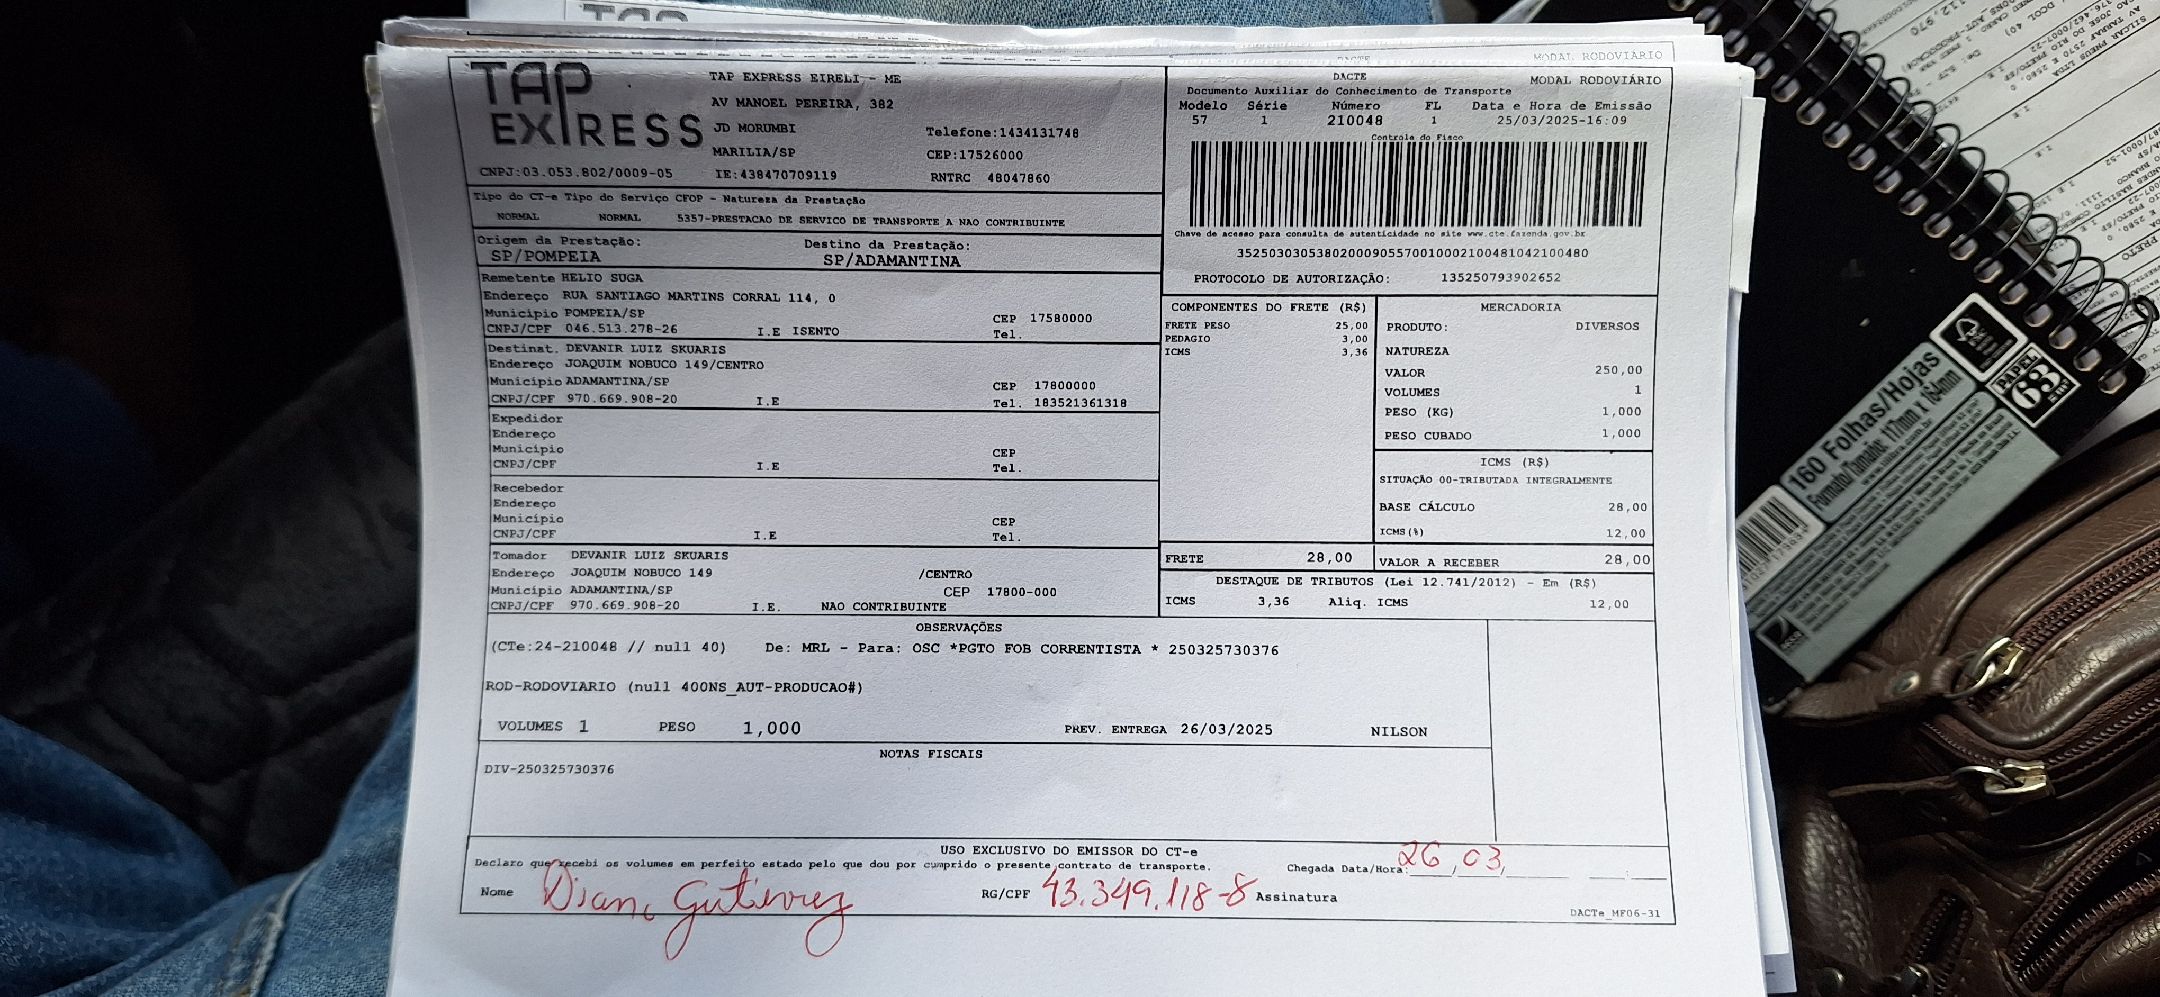 TAP EXPRESS
TAP EXPRESS EIRELI - ME
AV MANOEL PEREIRA, 382
JD MORUMBI Telefone:1434131748
MARILIA/SP CEP:17526000
CNPJ:03.053.802/0009-05 IE:438470709119 RNTRC 48047860
Tipo do CT-e Tipo do Serviço CFOP - Natureza da Prestação
NORMAL NORMAL 5357-PRESTACAO DE SERVICO DE TRANSPORTE A NAO CONTRIBUINTE
Origem da Prestação: Destino da Prestação:
SP/POMPEIA SP/ADAMANTINA
Remetente HELIO SUGA
Endereço RUA SANTIAGO MARTINS CORRAL 114, 0
Município POMPEIA/SP CEP 17580000
CNPJ/CPF 046.513.278-26 I.E ISENTO Tel.
Destinat. DEVANIR LUIZ SKUARIS
Endereço JOAQUIM NOBUCO 149/CENTRO
Município ADAMANTINA/SP CEP 17800000
CNPJ/CPF 970.669.908-20 I.E Tel. 183521361318
Expedidor
Endereço
Município CEP
CNPJ/CPF I.E Tel.
Recebedor
Endereço
Município CEP
CNPJ/CPF I.E Tel.
Tomador DEVANIR LUIZ SKUARIS
Endereço JOAQUIM NOBUCO 149 /CENTRO
Município ADAMANTINA/SP CEP 17800-000
CNPJ/CPF 970.669.908-20 I.E. NAO CONTRIBUINTE
MODAL RODOVIÁRIO
DACTE MODAL RODOVIÁRIO
Documento Auxiliar do Conhecimento de Transporte
Modelo Série Número FL Data e Hora de Emissão
57 1 210048 1 25/03/2025-16:09
Controle do Fisco
Chave de acesso para consulta de autenticidade no site www.cte.fazenda.gov.br
35250303053802000905570010002100481042100480
PROTOCOLO DE AUTORIZAÇÃO: 135250793902652
COMPONENTES DO FRETE (R$)
FRETE PESO 25,00
PEDAGIO 3,00
ICMS 3,36
FRETE 28,00
MERCADORIA
PRODUTO: DIVERSOS
NATUREZA
VALOR 250,00
VOLUMES 1
PESO (KG) 1,000
PESO CUBADO 1,000
ICMS (R$)
SITUAÇÃO 00-TRIBUTADA INTEGRALMENTE
BASE CÁLCULO 28,00
ICMS(%) 12,00
VALOR A RECEBER 28,00
DESTAQUE DE TRIBUTOS (Lei 12.741/2012) - Em (R$)
ICMS 3,36 Aliq. ICMS 12,00
OBSERVAÇÕES
(CTe:24-210048 // null 40) De: MRL - Para: OSC *PGTO FOB CORRENTISTA * 250325730376
ROD-RODOVIARIO (null 400NS_AUT-PRODUCAO#)
VOLUMES 1 PESO 1,000 PREV. ENTREGA 26/03/2025 NILSON
NOTAS FISCAIS
DIV-250325730376
USO EXCLUSIVO DO EMISSOR DO CT-e
Declaro que recebi os volumes em perfeito estado pelo que dou por cumprido o presente contrato de transporte. Chegada Data/Hora: 26/03/
Nome Diane Gutierrez RG/CPF 43.349.118-8 Assinatura
DACTe_MF06-31
160 Folhas/Hojas
Formato/Tamanho: 117mm X 164mm
PAPEL
63